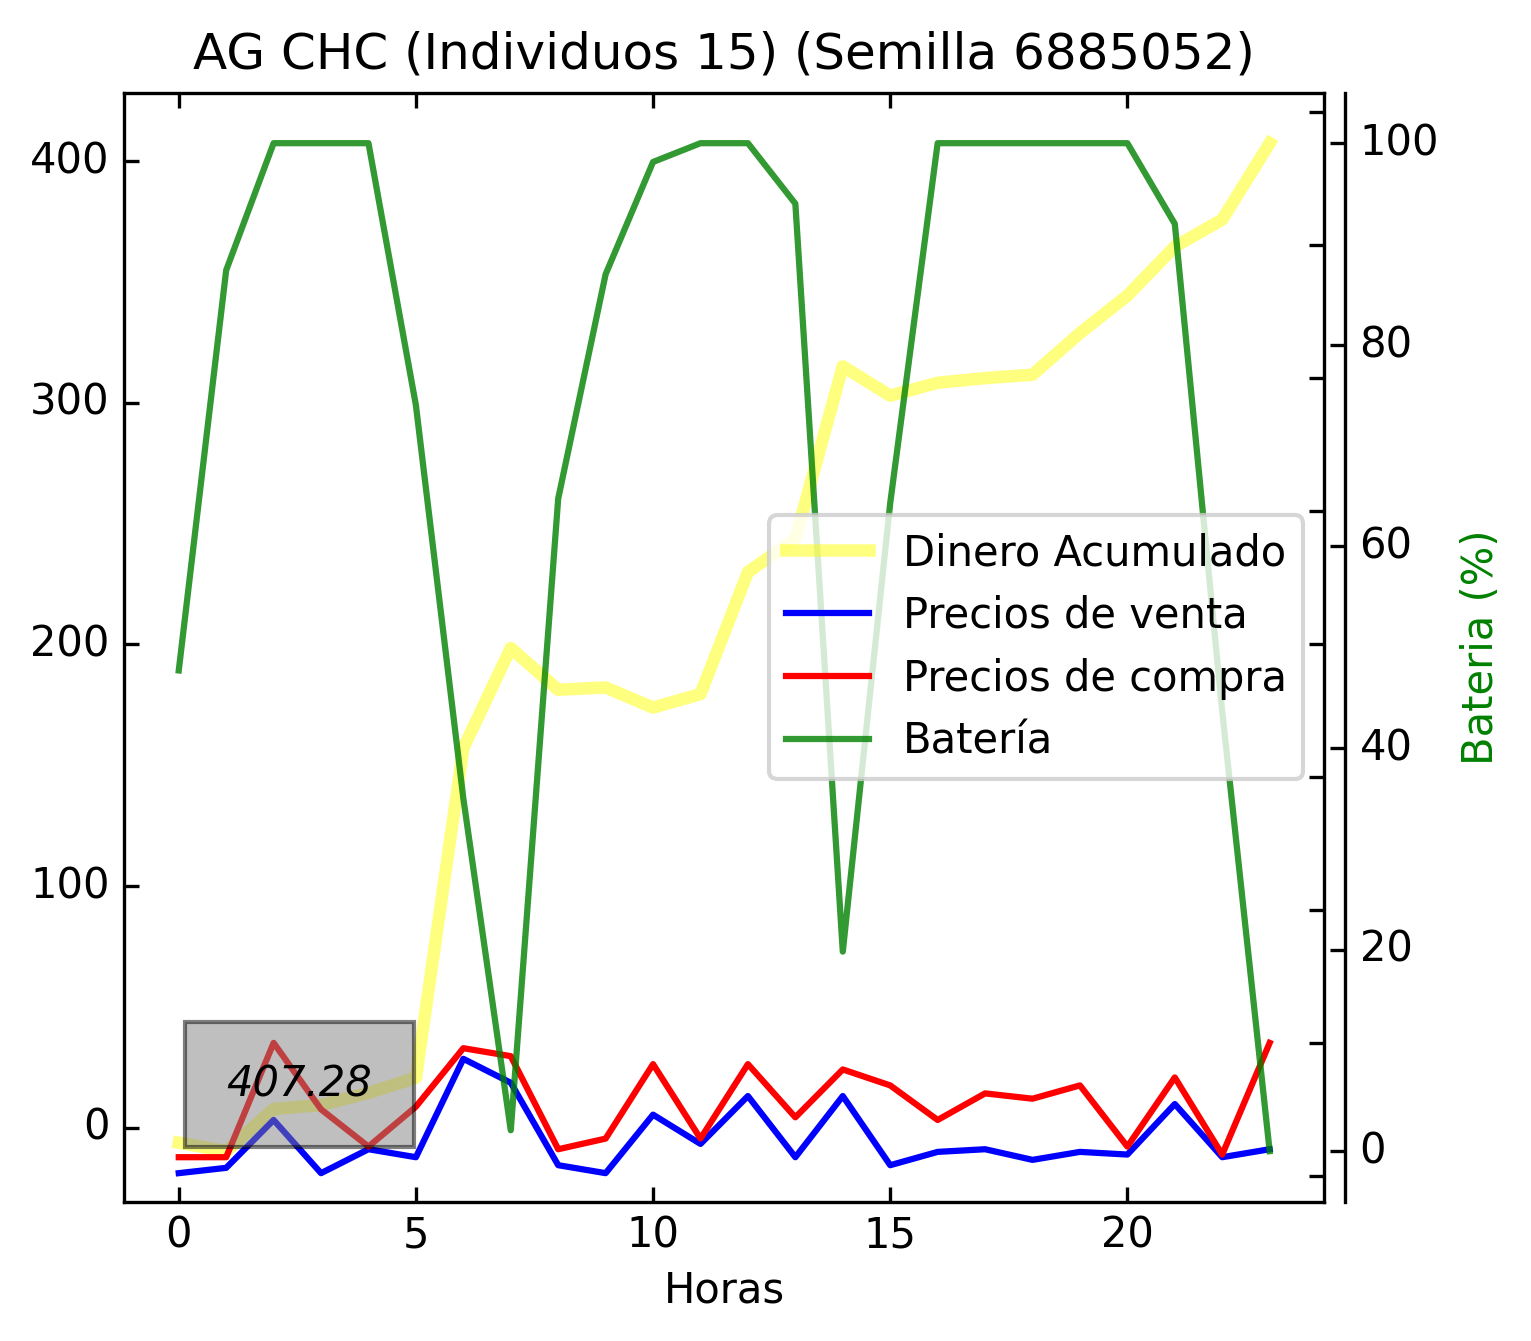 AG CHC (Individuos 15) (Semilla 6885052)
400
300
200
100
0
407.28
Dinero Acumulado
Precios de venta
Precios de compra
Batería
100
80
60
40
20
0
Bateria (%)
0 5 10 15 20
Horas